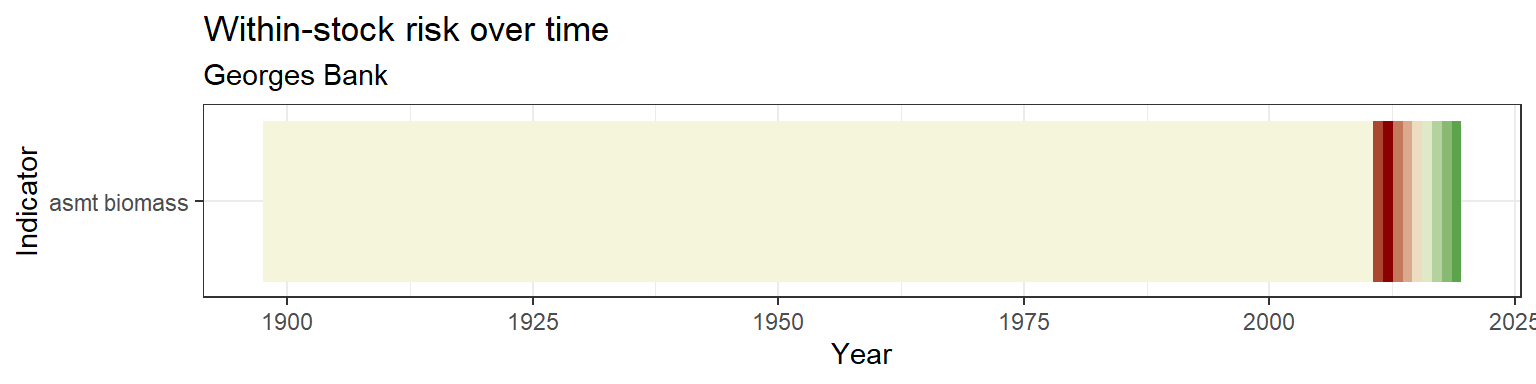 Within-stock risk over time
Georges Bank
Indicator
asmt biomass
1900 1925 1950 1975 2000 2025
Year